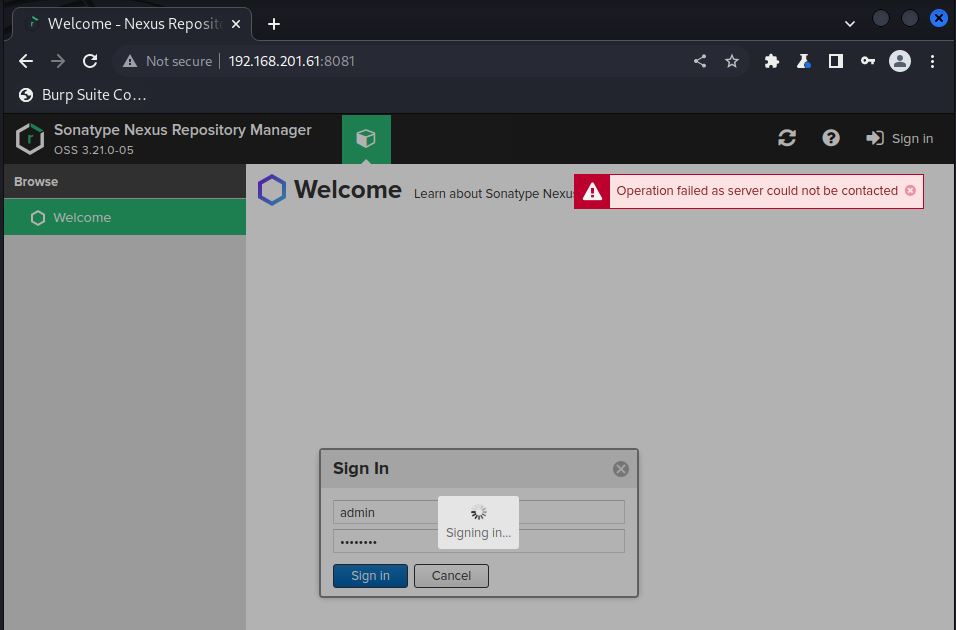 Welcome - Nexus Reposit
Not secure 192.168.201.61:8081
Burp Suite Co…
Sonatype Nexus Repository Manager
OSS 3.21.0-05
Sign in
Browse
Welcome
Welcome Learn about Sonatype Nexus
Operation failed as server could not be contacted
Sign In
admin
Signing in...
••••••••
Sign in Cancel